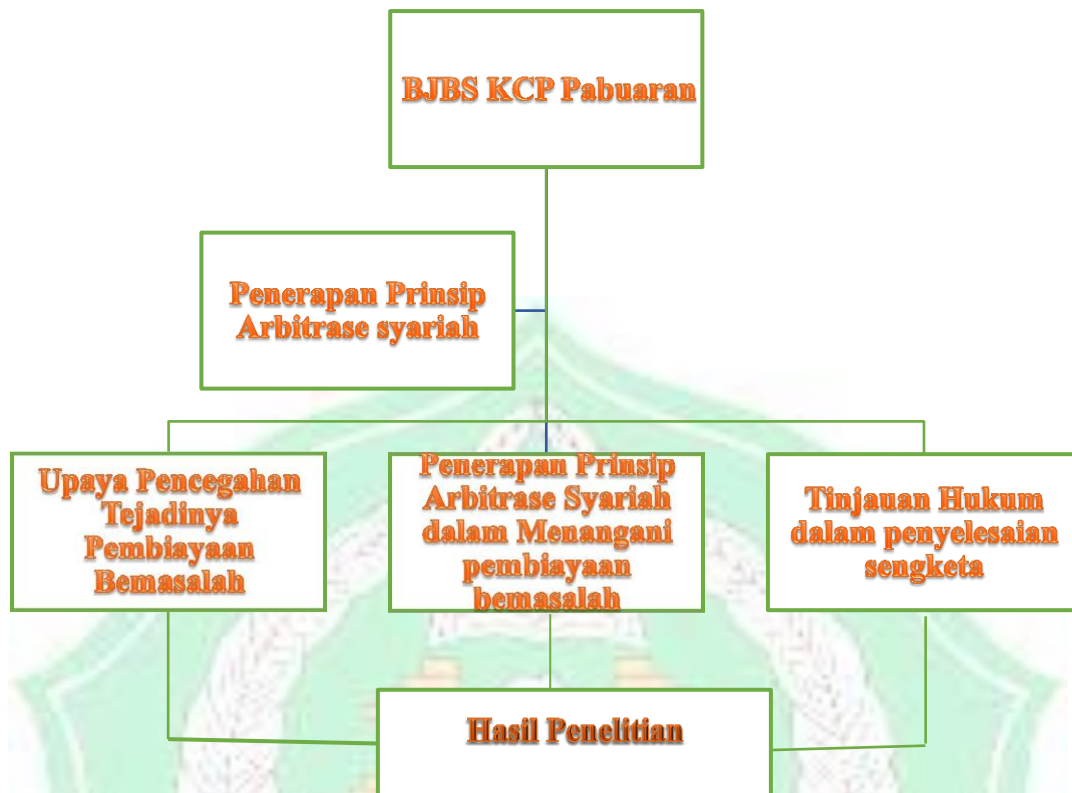 BJBS KCP Pabuaran
Penerapan Prinsip
Arbitrase syariah
Upaya Pencegahan
Tejadinya
Pembiayaan
Bemasalah
Penerapan Prinsip
Arbitrase Syariah
dalam Menangani
pembiayaan
bemasalah
Tinjauan Hukum
dalam penyelesaian
sengketa
Hasil Penelitian